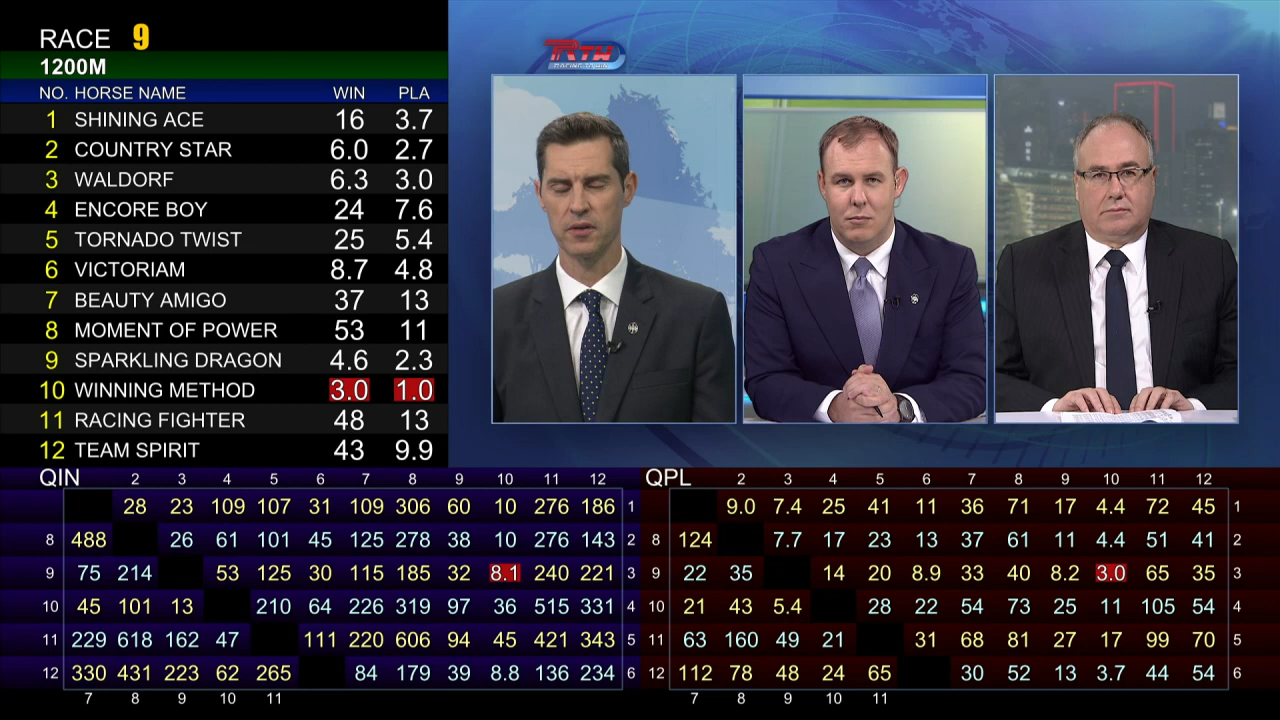 RACE 9
1200M
NO. HORSE NAME WIN PLA
1 SHINING ACE 16 3.7
2 COUNTRY STAR 6.0 2.7
3 WALDORF 6.3 3.0
4 ENCORE BOY 24 7.6
5 TORNADO TWIST 25 5.4
6 VICTORIAM 8.7 4.8
7 BEAUTY AMIGO 37 13
8 MOMENT OF POWER 53 11
9 SPARKLING DRAGON 4.6 2.3
10 WINNING METHOD 3.0 1.0
11 RACING FIGHTER 48 13
12 TEAM SPIRIT 43 9.9
RTW
RACING TO WIN
QIN 2 3 4 5 6 7 8 9 10 11 12
28 23 109 107 31 109 306 60 10 276 186 1
8 488 26 61 101 45 125 278 38 10 276 143 2
9 75 214 53 125 30 115 185 32 8.1 240 221 3
10 45 101 13 210 64 226 319 97 36 515 331 4
11 229 618 162 47 111 220 606 94 45 421 343 5
12 330 431 223 62 265 84 179 39 8.8 136 234 6
7 8 9 10 11
QPL 2 3 4 5 6 7 8 9 10 11 12
9.0 7.4 25 41 11 36 71 17 4.4 72 45 1
8 124 7.7 17 23 13 37 61 11 4.4 51 41 2
9 22 35 14 20 8.9 33 40 8.2 3.0 65 35 3
10 21 43 5.4 28 22 54 73 25 11 105 54 4
11 63 160 49 21 31 68 81 27 17 99 70 5
12 112 78 48 24 65 30 52 13 3.7 44 54 6
7 8 9 10 11